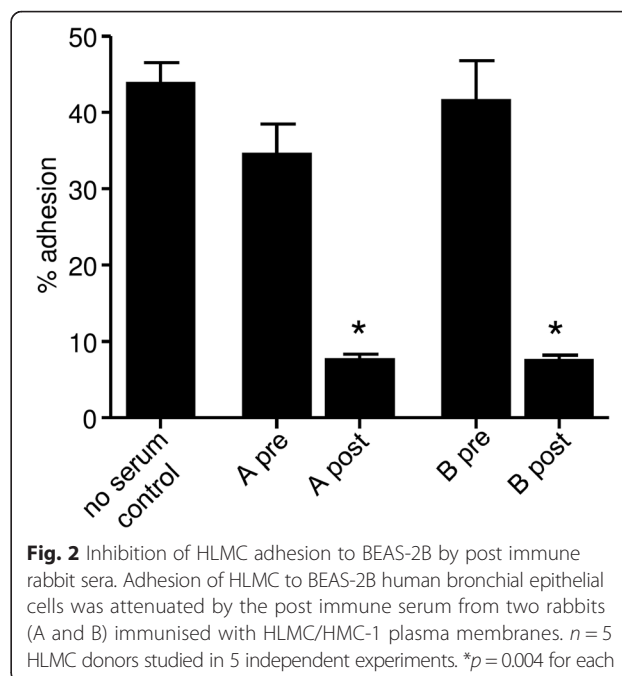 50
40
30
20
10
0
% adhesion
*
*
no serum
control
A pre
A post
B pre
B post
Fig. 2 Inhibition of HLMC adhesion to BEAS-2B by post immune
rabbit sera. Adhesion of HLMC to BEAS-2B human bronchial epithelial
cells was attenuated by the post immune serum from two rabbits
(A and B) immunised with HLMC/HMC-1 plasma membranes. n = 5
HLMC donors studied in 5 independent experiments. *p = 0.004 for each